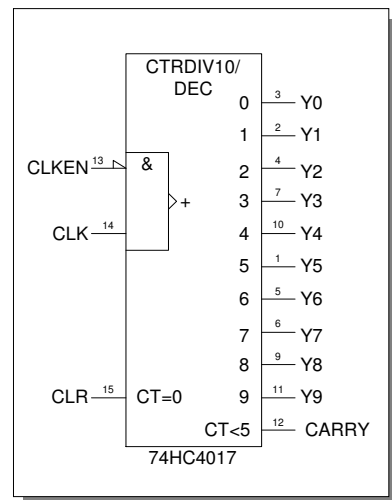 CTRDIV10/
DEC
0 3 Y0
1 2 Y1
CLKEN 13 & 2 4 Y2
3 7 Y3
+
CLK 14 4 10 Y4
5 1 Y5
6 5 Y6
7 6 Y7
8 9 Y8
CLR 15 CT=0 9 11 Y9
CT<5 12 CARRY
74HC4017